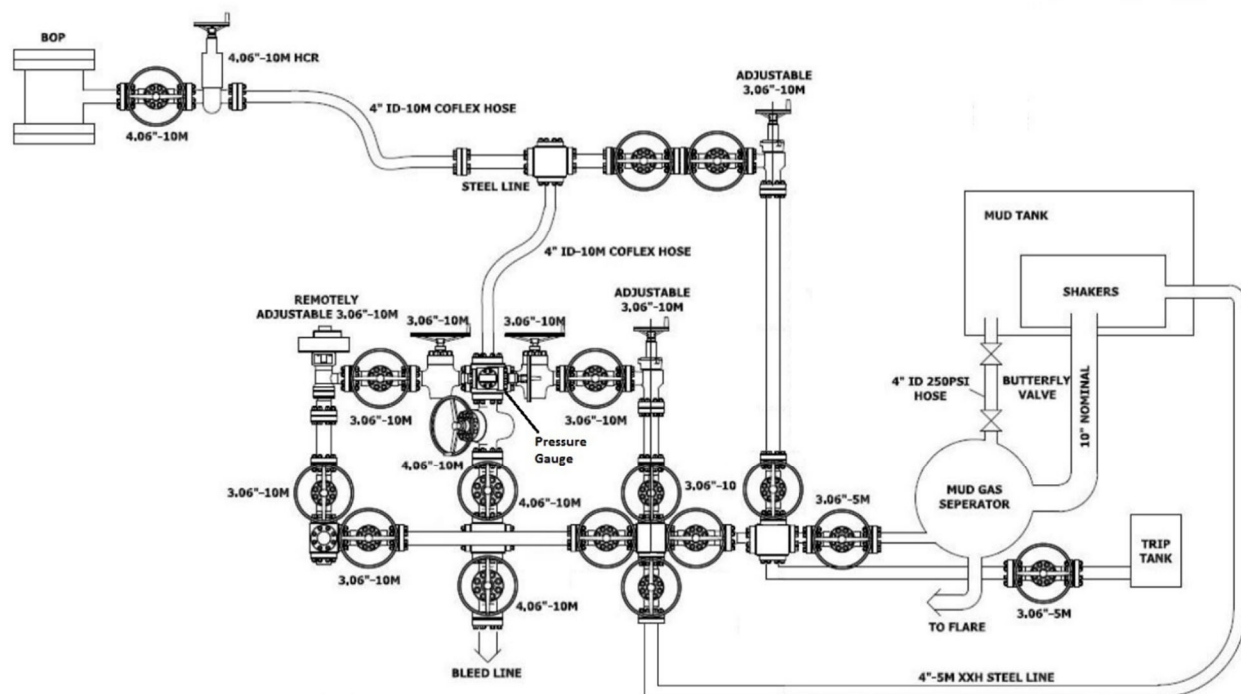 BOP
4.06"-10M HCR
4.06"-10M
4" ID-10M COFLEX HOSE
STEEL LINE
ADJUSTABLE
3.06"-10M
4" ID-10M COFLEX HOSE
MUD TANK
SHAKERS
REMOTELY
ADJUSTABLE 3.06"-10M
3.06"-10M
3.06"-10M
ADJUSTABLE
3.06"-10M
4" ID 250PSI
HOSE
BUTTERFLY
VALVE
10" NOMINAL
3.06"-10M
3.06"-10M
Pressure
Gauge
4.06"-10M
3.06"-10M
4.06"-10M
3.06"-10
3.06"-5M
MUD GAS
SEPERATOR
TRIP
TANK
3.06"-10M
4.06"-10M
3.06"-5M
TO FLARE
BLEED LINE
4"-5M XXH STEEL LINE